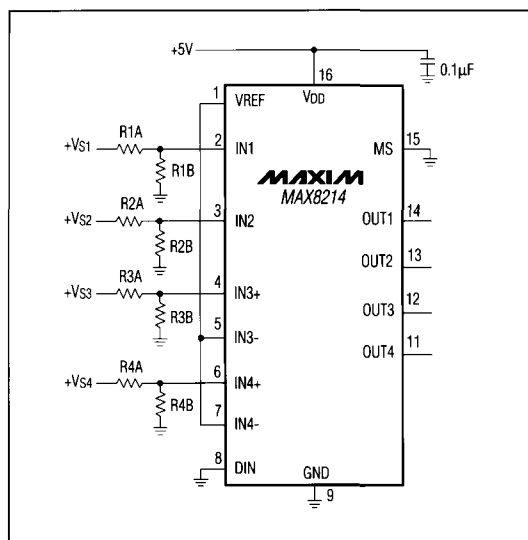 +5V
0.1µF
16
VDD
1
VREF
+VS1
R1A
2
IN1
R1B
MS
15
MAXIM
MAX8214
+VS2
R2A
3
IN2
R2B
OUT1
14
OUT2
13
+VS3
R3A
4
IN3+
R3B
OUT3
12
5
IN3-
OUT4
11
+VS4
R4A
6
IN4+
R4B
7
IN4-
8
DIN
GND
9